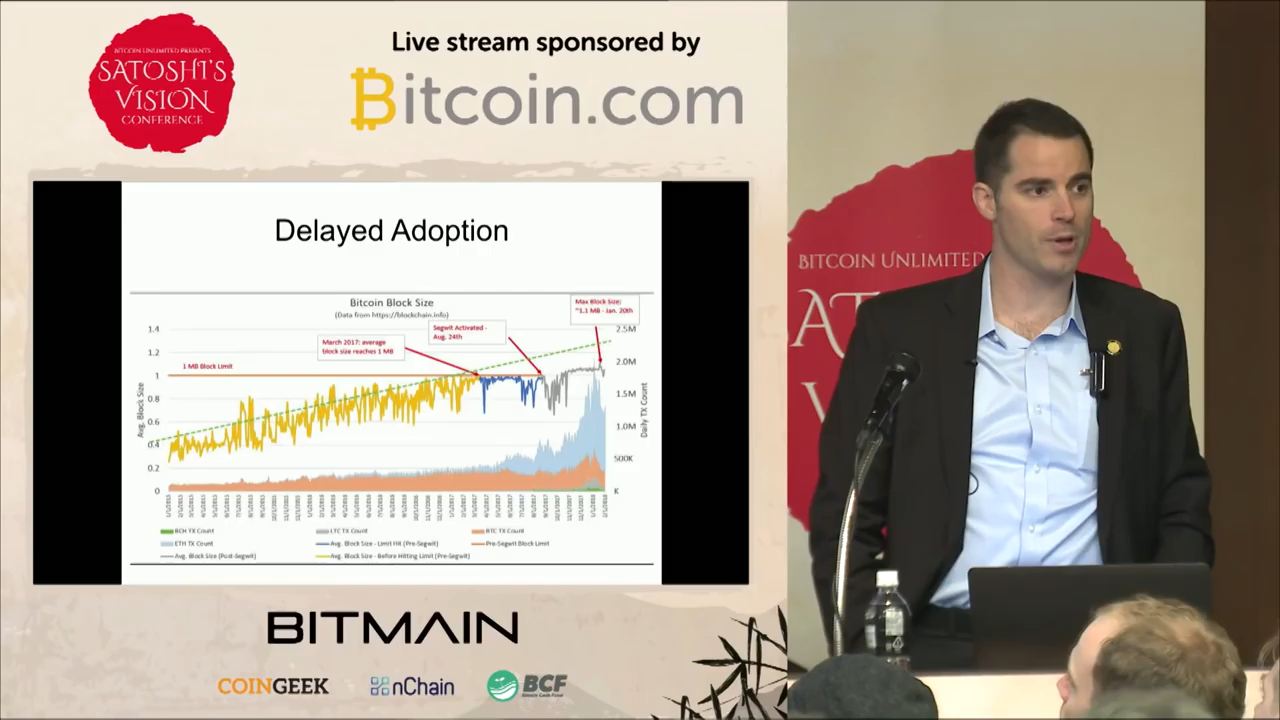 BITCOIN UNLIMITED PRESENTS
SATOSHI'S
VISION
CONFERENCE
Live stream sponsored by
Bitcoin.com
Delayed Adoption
Bitcoin Block Size
(Data from https://blockchain.info)
Max Block Size:
~1.1 MB - Jan. 20th
Segwit Activated -
Aug. 24th
March 2017: average
block size reaches 1 MB
1 MB Block Limit
1.4
1.2
1
0.8
0.6
0.4
0.2
0
Avg. Block Size
2.5M
2.0M
1.5M
1.0M
500K
K
Daily TX Count
BCH TX Count
LTC TX Count
BTC TX Count
ETH TX Count
Avg. Block Size - Limit Hit (Pre-Segwit)
Pre-Segwit Block Limit
Avg. Block Size (Post-Segwit)
Avg. Block Size - Before Hitting Limit (Pre-Segwit)
BITMAIN
COINGEEK
nChain
BCF
BITCOIN UNLIMITED
SAT
V